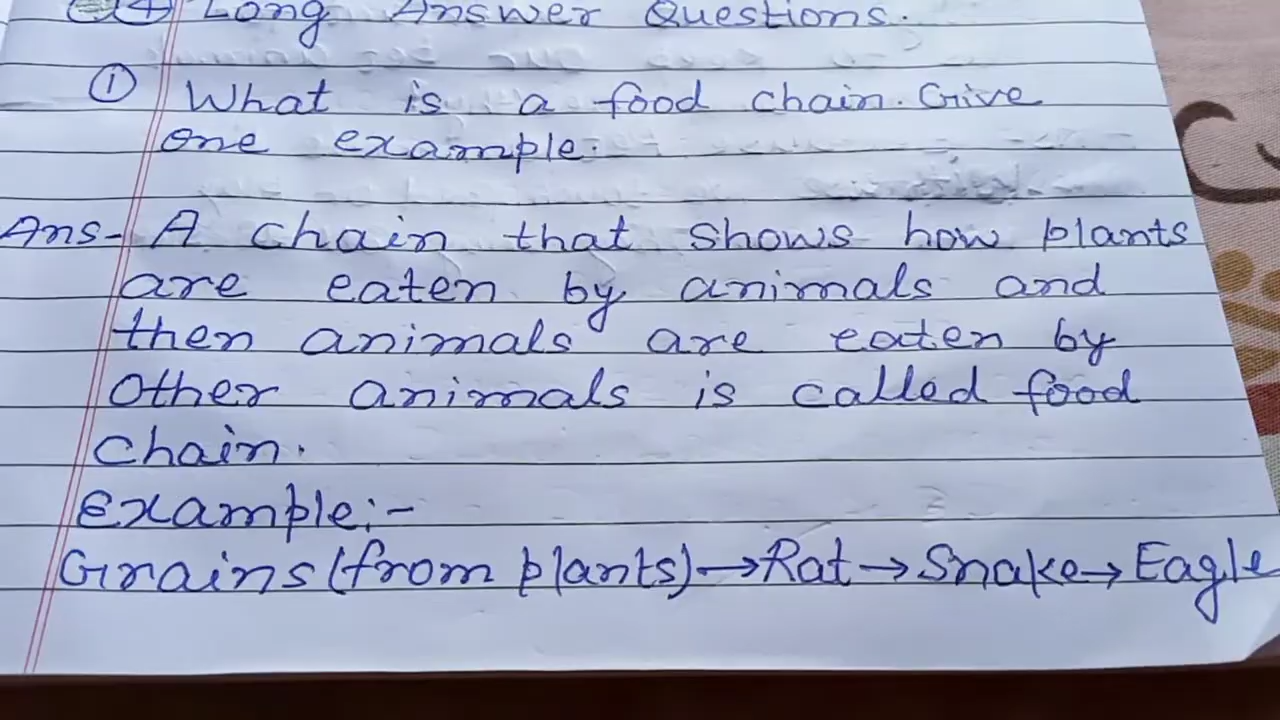 Long Answer Questions.
① What is a food chain. Give
one example.
Ans- A chain that shows how plants
are eaten by animals and
then animals are eaten by
other animals is called food
chain.
Example:-
Grains (from plants) → Rat → Snake → Eagle